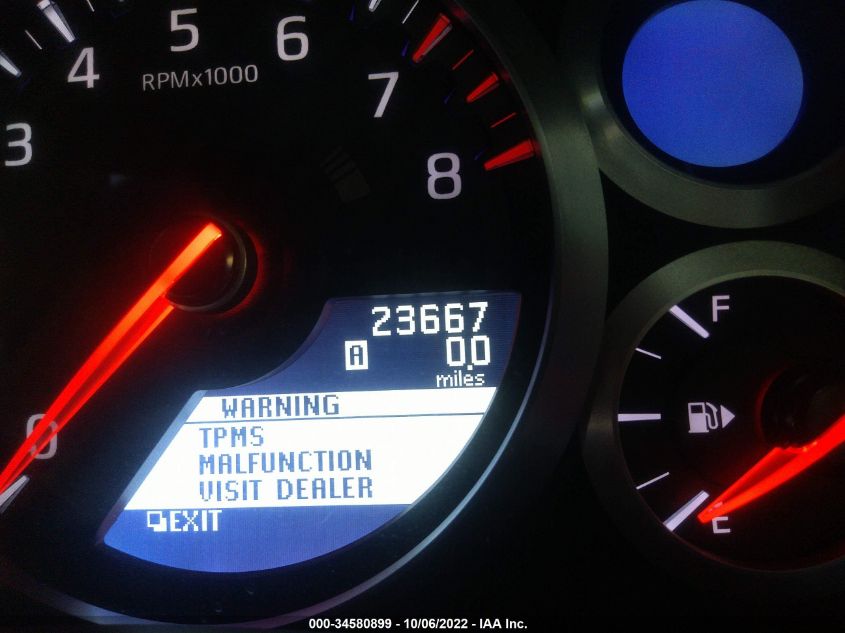 5
4
6
RPMx1000
7
3
8
23667
A
0.0
miles
WARNING
TPMS
MALFUNCTION
VISIT DEALER
EXIT
0
F
E
000-34580899 - 10/06/2022 - IAA Inc.